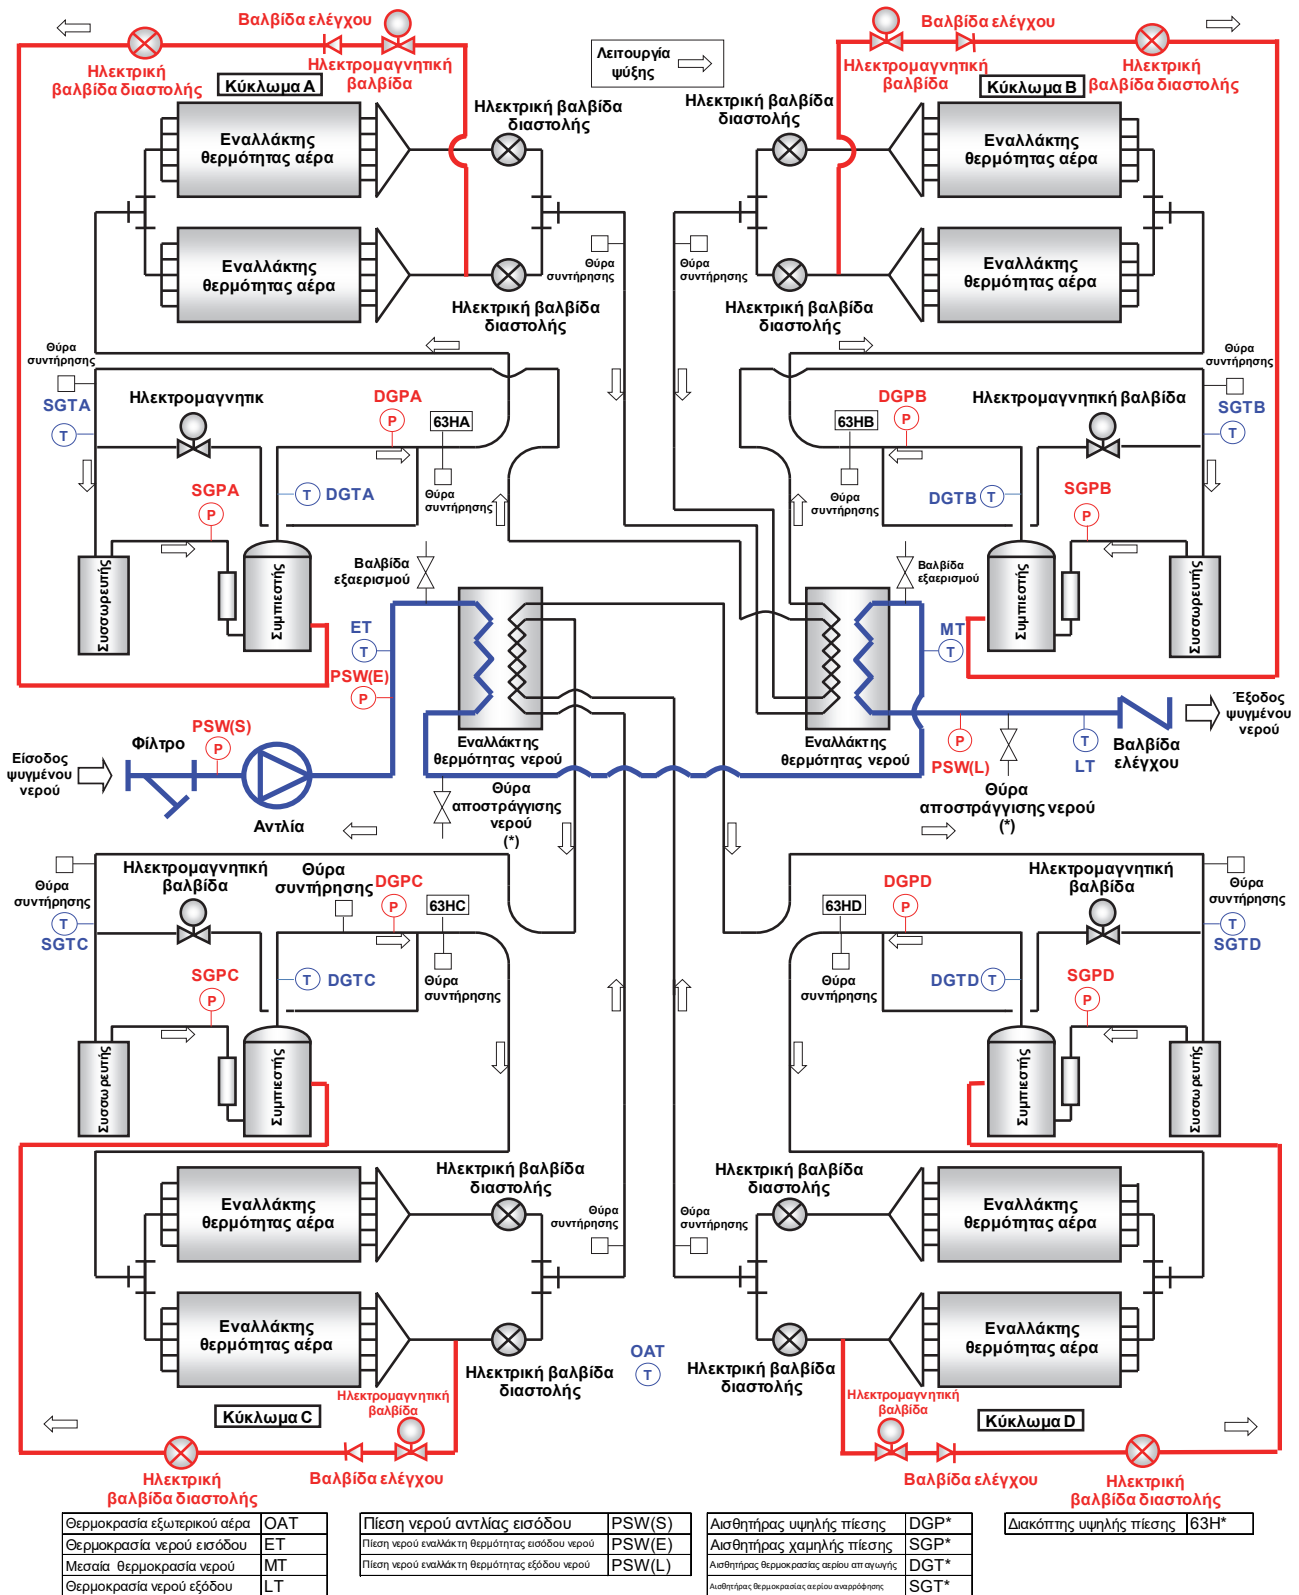 Βαλβίδα ελέγχου
Ηλεκτρική
βαλβίδα διαστολής
Ηλεκτρομαγνητική
βαλβίδα
Κύκλωμα A
Εναλλάκτης
θερμότητας αέρα
Εναλλάκτης
θερμότητας αέρα
Ηλεκτρική βαλβίδα
διαστολής
Ηλεκτρική βαλβίδα
διαστολής
Θύρα
συντήρησης
Λειτουργία
ψύξης
Βαλβίδα ελέγχου
Ηλεκτρομαγνητική
βαλβίδα
Ηλεκτρική
βαλβίδα διαστολής
Κύκλωμα B
Ηλεκτρική βαλβίδα
διαστολής
Εναλλάκτης
θερμότητας αέρα
Εναλλάκτης
θερμότητας αέρα
Θύρα
συντήρησης
Ηλεκτρική βαλβίδα
διαστολής
Θύρα
συντήρησης
SGTA
T
Ηλεκτρομαγνητικ
DGPA
P
63HA
Θύρα
συντήρησης
SGPA
P
T DGTA
Συσσωρευτής
Συμπιεστής
DGPB
P
63HB
Θύρα
συντήρησης
Ηλεκτρομαγνητική βαλβίδα
Θύρα
συντήρησης
SGTB
T
DGTB T
SGPB
P
Συμπιεστής
Συσσωρευτής
Βαλβίδα
εξαερισμού
ET
T
PSW(E)
P
Βαλβίδα
εξαερισμού
MT
T
Εναλλάκτης
θερμότητας νερού
Εναλλάκτης
θερμότητας νερού
Είσοδος
ψυγμένου
νερού
Φίλτρο
PSW(S)
P
Αντλία
Θύρα
αποστράγγισης
νερού
(*)
P
PSW(L)
Θύρα
αποστράγγισης νερού
(*)
T
LT
Βαλβίδα
ελέγχου
Έξοδος
ψυγμένου
νερού
Θύρα
συντήρησης
T
SGTC
Ηλεκτρομαγνητική
βαλβίδα
Θύρα
συντήρησης
DGPC
P
63HC
Θύρα
συντήρησης
SGPC
P
T DGTC
Συσσωρευτής
Συμπιεστής
DGPD
P
63HD
Θύρα
συντήρησης
Ηλεκτρομαγνητική
βαλβίδα
Θύρα
συντήρησης
T
SGTD
DGTD T
SGPD
P
Συμπιεστής
Συσσωρευτής
Εναλλάκτης
θερμότητας αέρα
Εναλλάκτης
θερμότητας αέρα
Ηλεκτρική βαλβίδα
διαστολής
Θύρα
συντήρησης
Ηλεκτρική βαλβίδα
διαστολής
Κύκλωμα C
Ηλεκτρομαγνητική
βαλβίδα
Βαλβίδα ελέγχου
Ηλεκτρική
βαλβίδα διαστολής
OAT
T
Θύρα
συντήρησης
Ηλεκτρική βαλβίδα
διαστολής
Εναλλάκτης
θερμότητας αέρα
Εναλλάκτης
θερμότητας αέρα
Ηλεκτρική βαλβίδα
διαστολής
Ηλεκτρομαγνητική
βαλβίδα
Κύκλωμα D
Βαλβίδα ελέγχου
Ηλεκτρική
βαλβίδα διαστολής
Θερμοκρασία εξωτερικού αέρα OAT
Θερμοκρασία νερού εισόδου ET
Μεσαία θερμοκρασία νερού MT
Θερμοκρασία νερού εξόδου LT
Πίεση νερού αντλίας εισόδου PSW(S)
Πίεση νερού εναλλάκτη θερμότητας εισόδου νερού PSW(E)
Πίεση νερού εναλλάκτη θερμότητας εξόδου νερού PSW(L)
Αισθητήρας υψηλής πίεσης DGP*
Αισθητήρας χαμηλής πίεσης SGP*
Αισθητήρας θερμοκρασίας αερίου απαγωγής DGT*
Αισθητήρας θερμοκρασίας αερίου αναρρόφησης SGT*
Διακόπτης υψηλής πίεσης 63H*